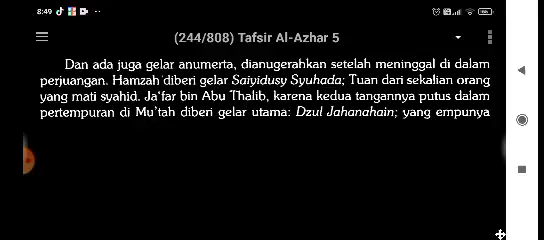 8:49
(244/808) Tafsir Al-Azhar 5
Dan ada juga gelar anumerta, dianugerahkan setelah meninggal di dalam
perjuangan. Hamzah diberi gelar Saiyidusy Syuhada; Tuan dari sekalian orang
yang mati syahid. Ja'far bin Abu Thalib, karena kedua tangannya putus dalam
pertempuran di Mu'tah diberi gelar utama: Dzul Jahanahain; yang empunya